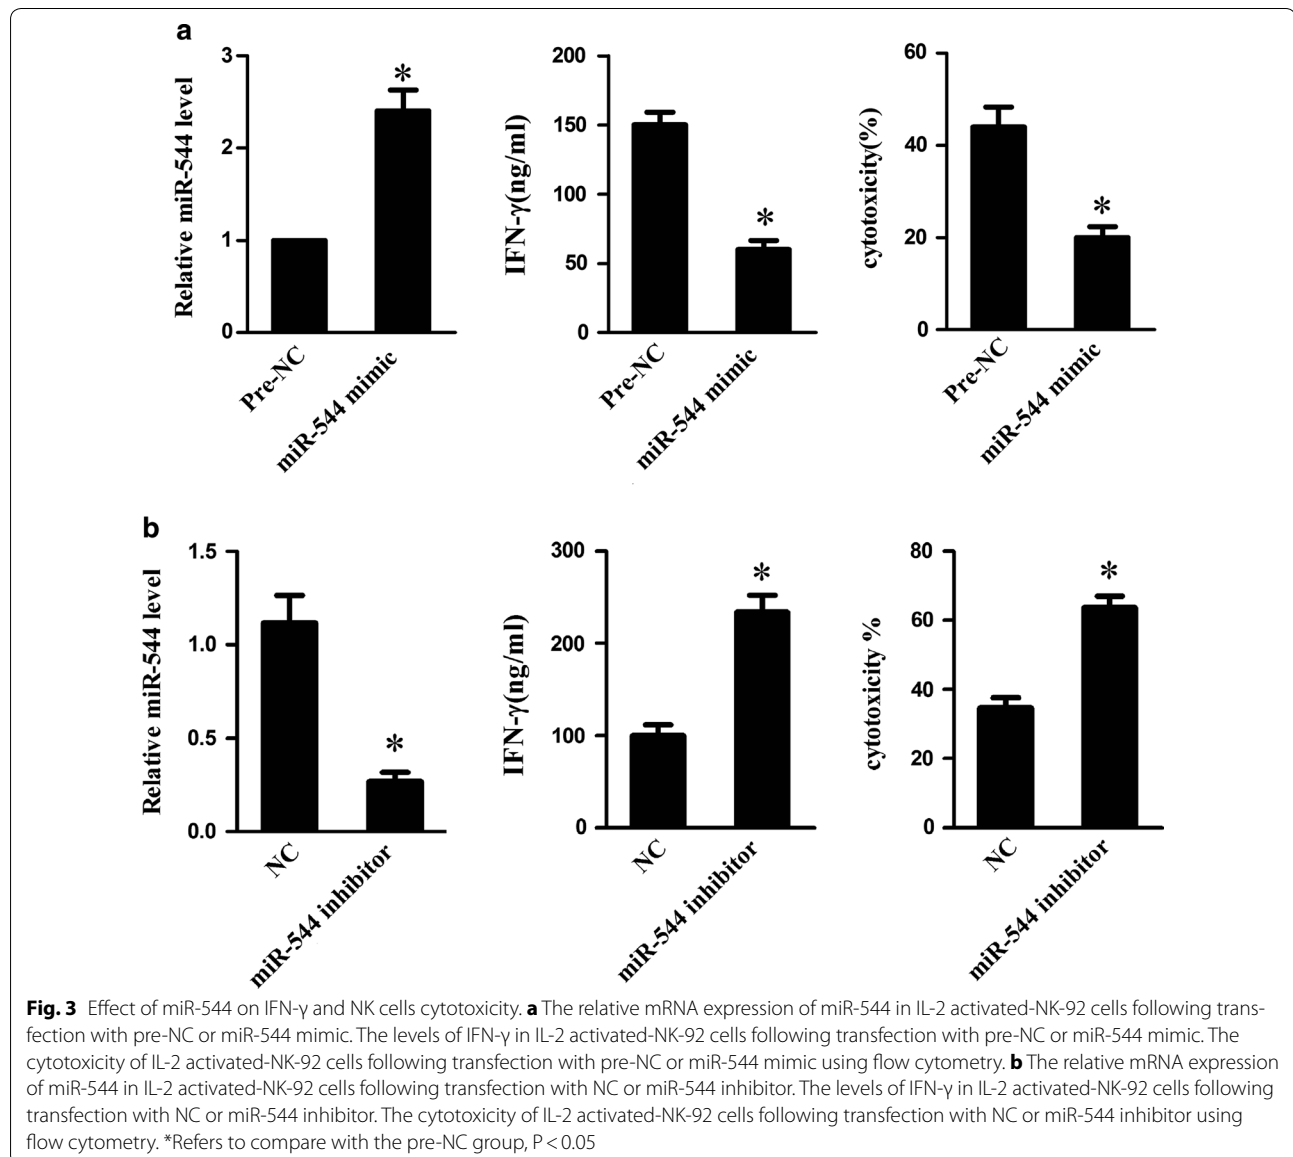 a
3
2
1
0
Relative miR-544 level
*
Pre-NC
miR-544 mimic
200
150
100
50
0
IFN-γ(ng/ml)
*
Pre-NC
miR-544 mimic
60
40
20
0
cytotoxicity(%)
*
Pre-NC
miR-544 mimic
b
1.5
1.0
0.5
0.0
Relative miR-544 level
*
NC
miR-544 inhibitor
300
200
100
0
IFN-γ(ng/ml)
*
NC
miR-544 inhibitor
80
60
40
20
0
cytotoxicity %
*
NC
miR-544 inhibitor
Fig. 3 Effect of miR-544 on IFN-γ and NK cells cytotoxicity. a The relative mRNA expression of miR-544 in IL-2 activated-NK-92 cells following trans-
fection with pre-NC or miR-544 mimic. The levels of IFN-γ in IL-2 activated-NK-92 cells following transfection with pre-NC or miR-544 mimic. The
cytotoxicity of IL-2 activated-NK-92 cells following transfection with pre-NC or miR-544 mimic using flow cytometry. b The relative mRNA expression
of miR-544 in IL-2 activated-NK-92 cells following transfection with NC or miR-544 inhibitor. The levels of IFN-γ in IL-2 activated-NK-92 cells following
transfection with NC or miR-544 inhibitor. The cytotoxicity of IL-2 activated-NK-92 cells following transfection with NC or miR-544 inhibitor using
flow cytometry. *Refers to compare with the pre-NC group, P < 0.05